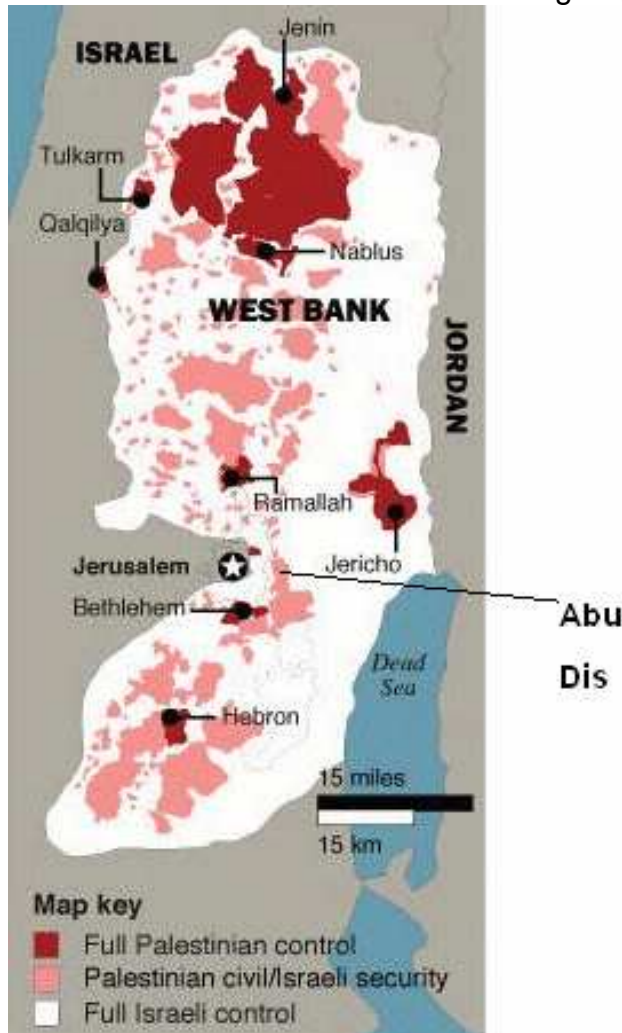 Jenin
ISRAEL
Tulkarm
Qalqilya
Nablus
WEST BANK
JORDAN
Ramallah
Jericho
Jerusalem
Bethlehem
Abu
Dis
Dead
Sea
Hebron
15 miles
15 km
Map key
Full Palestinian control
Palestinian civil/Israeli security
Full Israeli control